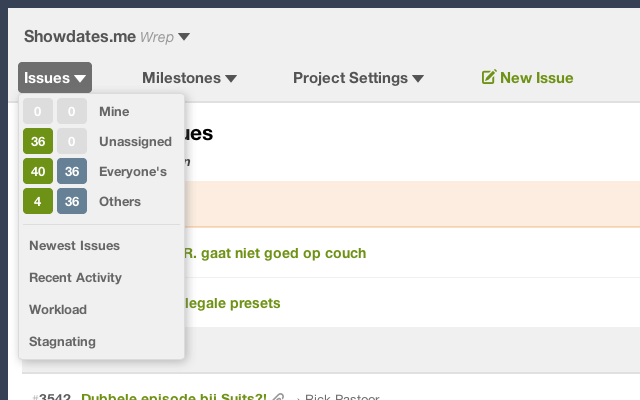 Showdates.me Wrep
Issues Milestones Project Settings New Issue
0 0 Mine
36 0 Unassigned
40 36 Everyone's
4 36 Others
Newest Issues
Recent Activity
Workload
Stagnating
ues
n
R. gaat niet goed op couch
legale presets
#3542 Dubbele episode bij Suits?! → Rick Pastoor